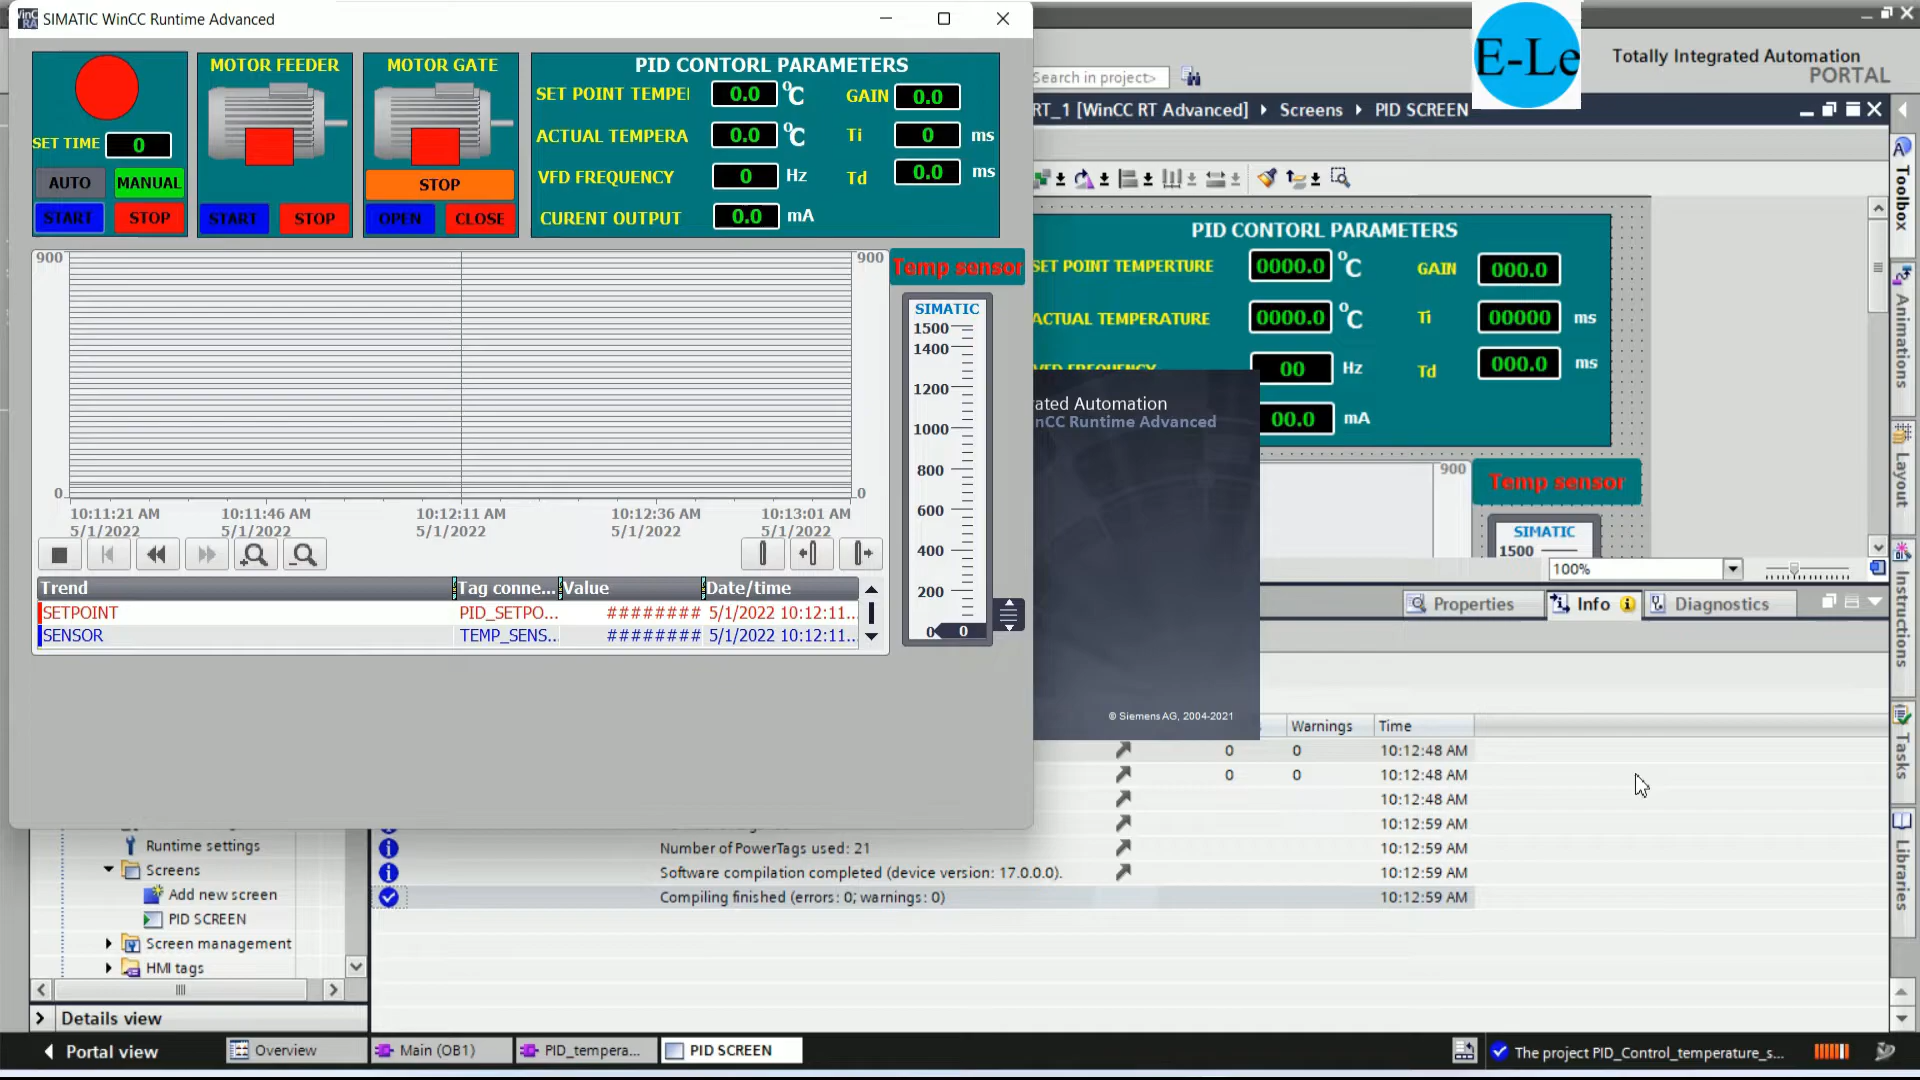 SIMATIC WinCC Runtime Advanced
MOTOR FEEDER
MOTOR GATE
PID CONTORL PARAMETERS
SET POINT TEMPE
0.0 °C
GAIN 0.0
SET TIME 0
ACTUAL TEMPERA
0.0 °C
Ti 0 ms
AUTO MANUAL
STOP
VFD FREQUENCY 0 Hz
Td 0.0 ms
START STOP
START STOP
OPEN CLOSE
CURENT OUTPUT 0.0 mA
900
900
0
0
10:11:21 AM
5/1/2022
10:11:46 AM
5/1/2022
10:12:11 AM
5/1/2022
10:12:36 AM
5/1/2022
10:13:01 AM
5/1/2022
Trend Tag conne... Value Date/time
SETPOINT PID_SETPO... ######## 5/1/2022 10:12:11...
SENSOR TEMP_SENS... ######## 5/1/2022 10:12:11...
Temp sensor
SIMATIC
1500
1400
1200
1000
800
600
400
200
0 0
E-Le
Totally Integrated Automation
PORTAL
Search in project>
RT_1 [WinCC RT Advanced] Screens PID SCREEN
PID CONTORL PARAMETERS
SET POINT TEMPERTURE 0000.0 °C
GAIN 000.0
ACTUAL TEMPERATURE 0000.0 °C
Ti 00000 ms
00 Hz
Td 000.0 ms
00.0 mA
rated Automation
nCC Runtime Advanced
© Siemens AG, 2004-2021
900
Temp sensor
SIMATIC
1500
100%
Properties Info Diagnostics
Warnings Time
0 0 10:12:48 AM
0 0 10:12:48 AM
10:12:48 AM
10:12:59 AM
Number of PowerTags used: 21 10:12:59 AM
Software compilation completed (device version: 17.0.0.0). 10:12:59 AM
Compiling finished (errors: 0; warnings: 0) 10:12:59 AM
Runtime settings
Screens
Add new screen
PID SCREEN
Screen management
HMI tags
Details view
Toolbox
Animations
Layout
Instructions
Tasks
Libraries
Portal view Overview Main (OB1) PID_tempera... PID SCREEN
The project PID_Control_temperature_s...